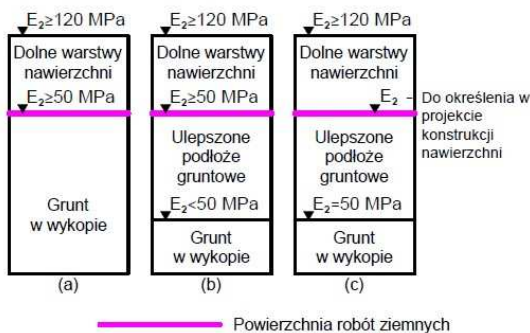 E₂≥120 MPa
E₂≥120 MPa
E₂≥120 MPa
Dolne warstwy
nawierzchni
Dolne warstwy
nawierzchni
Dolne warstwy
nawierzchni
E₂≥50 MPa
E₂≥50 MPa
E₂ -
Do określenia w
projekcie
konstrukcji
nawierzchni
Grunt
w wykopie
Ulepszone
podłoże
gruntowe
Ulepszone
podłoże
gruntowe
E₂<50 MPa
E₂=50 MPa
Grunt
w wykopie
Grunt
w wykopie
(a)
(b)
(c)
Powierzchnia robót ziemnych